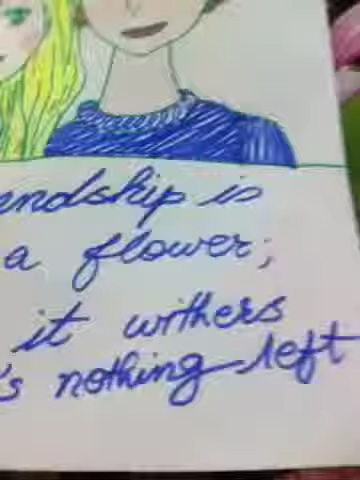 endship is
a flower;
it withers
's nothing left